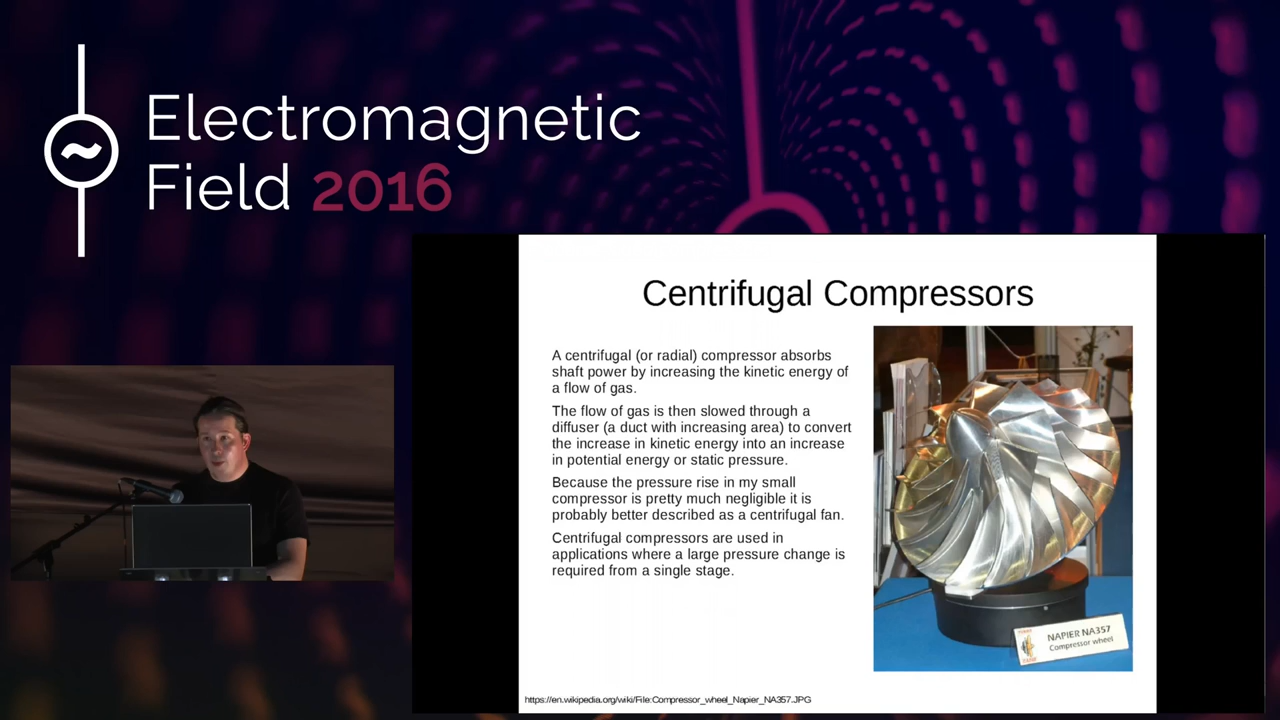 Electromagnetic
Field 2016
Centrifugal Compressors
A centrifugal (or radial) compressor absorbs
shaft power by increasing the kinetic energy of
a flow of gas.
The flow of gas is then slowed through a
diffuser (a duct with increasing area) to convert
the increase in kinetic energy into an increase
in potential energy or static pressure.
Because the pressure rise in my small
compressor is pretty much negligible it is
probably better described as a centrifugal fan.
Centrifugal compressors are used in
applications where a large pressure change is
required from a single stage.
NAPIER NA357
Compressor wheel
https://en.wikipedia.org/wiki/File:Compressor_wheel_Napier_NA357.JPG